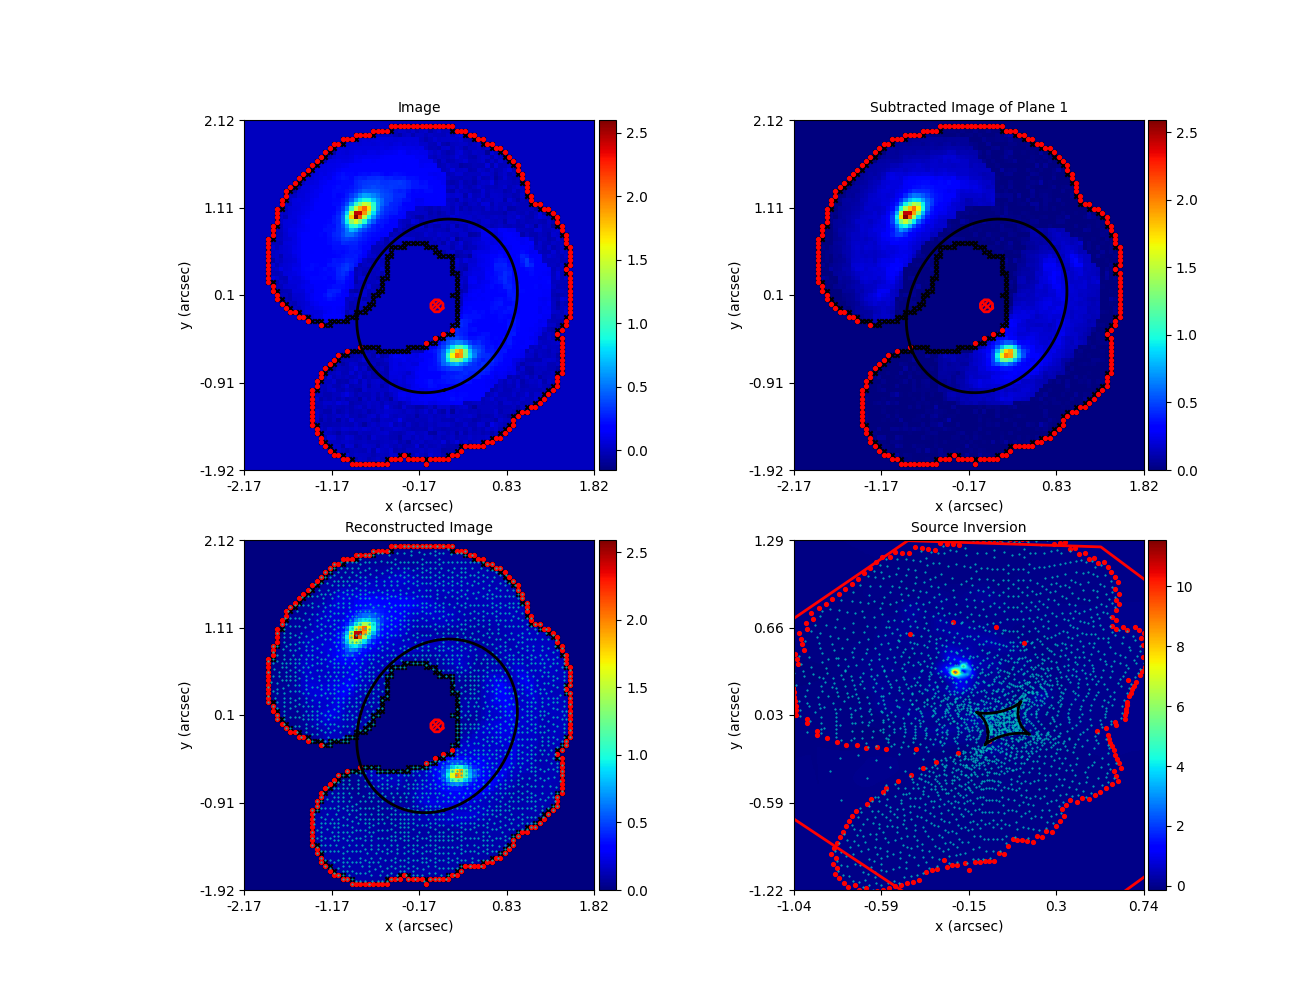 Image
2.12
1.11
0.1
-0.91
-1.92
y (arcsec)
-2.17 -1.17 -0.17 0.83 1.82
x (arcsec)
2.5
2.0
1.5
1.0
0.5
0.0
Subtracted Image of Plane 1
2.12
1.11
0.1
-0.91
-1.92
y (arcsec)
-2.17 -1.17 -0.17 0.83 1.82
x (arcsec)
2.5
2.0
1.5
1.0
0.5
0.0
Reconstructed Image
2.12
1.11
0.1
-0.91
-1.92
y (arcsec)
-2.17 -1.17 -0.17 0.83 1.82
x (arcsec)
2.5
2.0
1.5
1.0
0.5
0.0
Source Inversion
1.29
0.66
0.03
-0.59
-1.22
y (arcsec)
-1.04 -0.59 -0.15 0.3 0.74
x (arcsec)
10
8
6
4
2
0